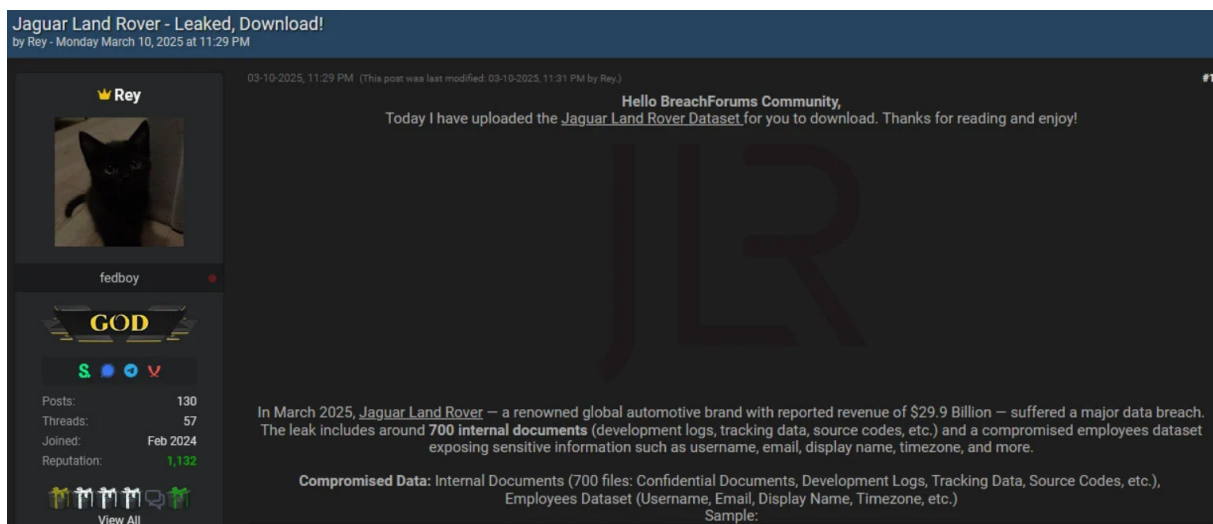 Jaguar Land Rover - Leaked, Download!
by Rey - Monday March 10, 2025 at 11:29 PM
03-10-2025, 11:29 PM (This post was last modified: 03-10-2025, 11:31 PM by Rey.)
#1
Rey
Hello BreachForums Community,
Today I have uploaded the Jaguar Land Rover Dataset for you to download. Thanks for reading and enjoy!
JLR
fedboy
GOD
Posts: 130
Threads: 57
Joined: Feb 2024
Reputation: 1,132
View All
In March 2025, Jaguar Land Rover — a renowned global automotive brand with reported revenue of $29.9 Billion — suffered a major data breach.
The leak includes around 700 internal documents (development logs, tracking data, source codes, etc.) and a compromised employees dataset
exposing sensitive information such as username, email, display name, timezone, and more.
Compromised Data: Internal Documents (700 files: Confidential Documents, Development Logs, Tracking Data, Source Codes, etc.),
Employees Dataset (Username, Email, Display Name, Timezone, etc.)
Sample: